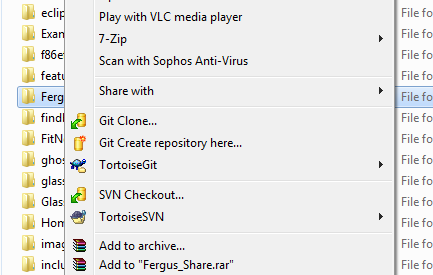 eclip
Exan
f86e
featu
Fergu
find
FitNe
ghos
glass
Glass
Hom
imag
inclu
Play with VLC media player
7-Zip
Scan with Sophos Anti-Virus
Share with
Git Clone...
Git Create repository here...
TortoiseGit
SVN Checkout...
TortoiseSVN
Add to archive...
Add to "Fergus_Share.rar"
File fo
File fo
File fo
File fo
File fo
File fo
File fo
File fo
File fo
File fo
File fo
File fo
File fo